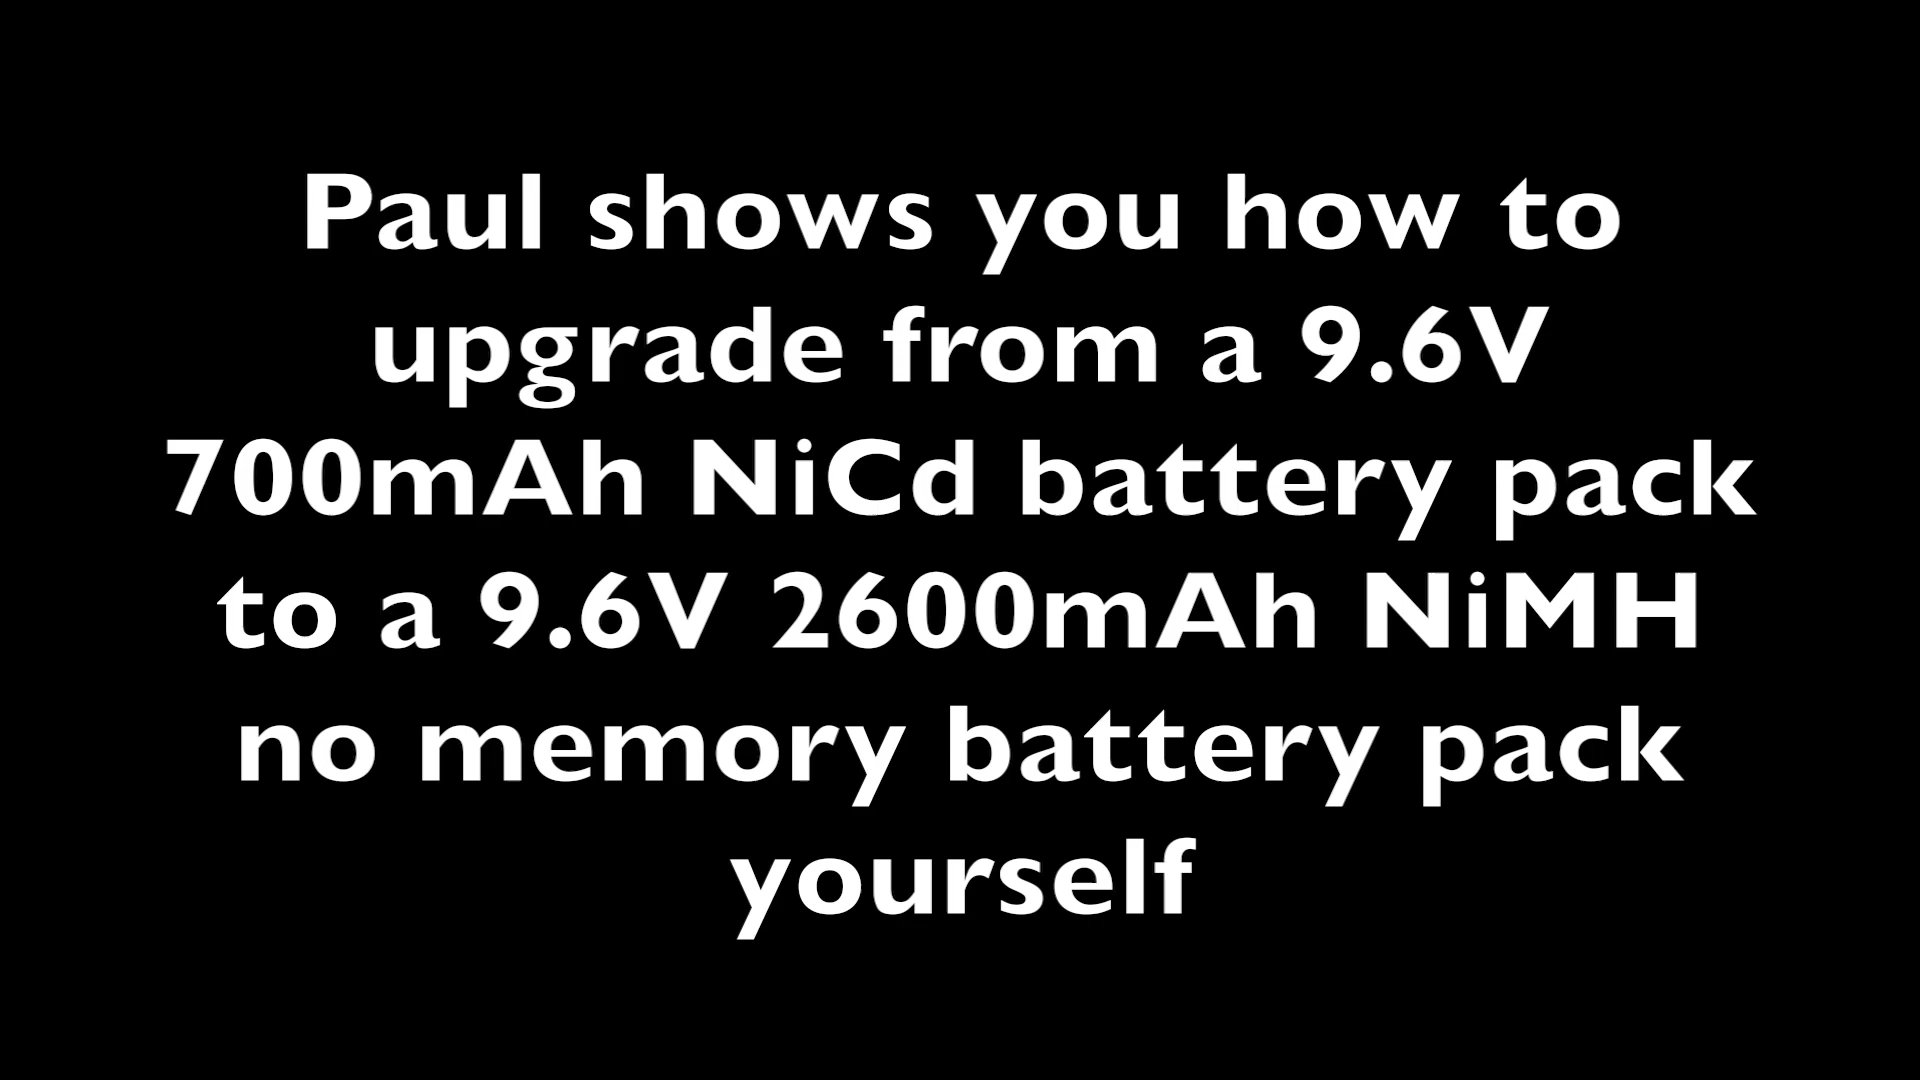 Paul shows you how to
upgrade from a 9.6V
700mAh NiCd battery pack
to a 9.6V 2600mAh NiMH
no memory battery pack
yourself